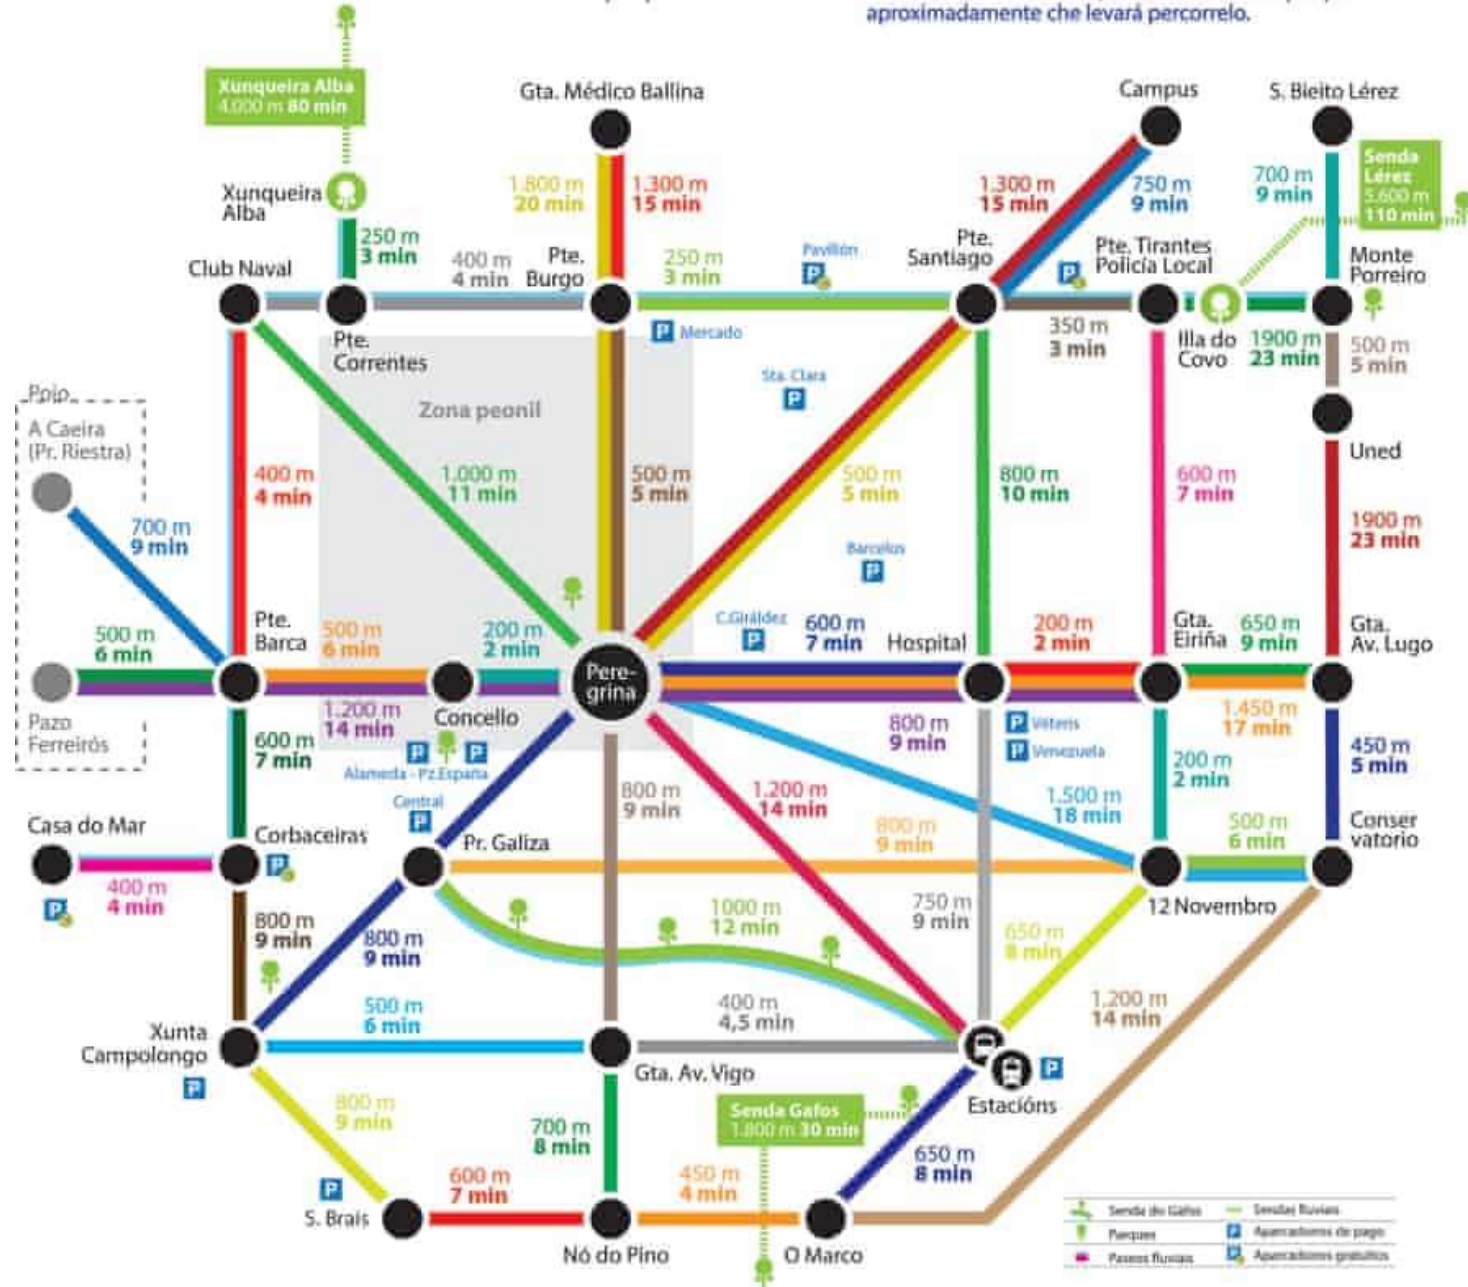 aproximadamente che levará percorrelo.
Xunqueira Alba
4.000 m 80 min
Gta. Médico Ballina
Campus
S. Bieito Lérez
Xunqueira
Alba
1.800 m
20 min
1.300 m
15 min
1.300 m
15 min
750 m
9 min
700 m
9 min
Senda
Lérez
5.600 m
110 min
250 m
3 min
Club Naval
400 m
4 min
Pte.
Burgo
250 m
3 min
Pavillón
P
Pte.
Santiago
P
Pte. Tirantes
Policía Local
Monte
Porreiro
Pte.
Correntes
P Mercado
350 m
3 min
Illa do
Covo
1900 m
23 min
500 m
5 min
Sta. Clara
P
Zona peonil
Poio
A Caeira
(Pr. Riestra)
Uned
400 m
4 min
1.000 m
11 min
500 m
5 min
500 m
5 min
800 m
10 min
600 m
7 min
1900 m
23 min
700 m
9 min
Barcelos
P
500 m
6 min
Pte.
Barca
500 m
6 min
200 m
2 min
C.Giráldez
P
600 m
7 min
Hospital
200 m
2 min
Gta.
Eiriña
650 m
9 min
Gta.
Av. Lugo
Pere-
grina
Pazo
Ferreirós
1.200 m
14 min
Concello
800 m
9 min
P Véteris
P Venezuela
1.450 m
17 min
600 m
7 min
P P
Alameda - Pz.España
Central
P
800 m
9 min
1.200 m
14 min
1.500 m
18 min
200 m
2 min
450 m
5 min
Casa do Mar
Corbaceiras
P
Pr. Galiza
800 m
9 min
500 m
6 min
Conser
vatorio
400 m
4 min
P
800 m
9 min
800 m
9 min
1000 m
12 min
750 m
9 min
650 m
8 min
12 Novembro
Xunta
Campolongo
P
500 m
6 min
400 m
4,5 min
1.200 m
14 min
Gta. Av. Vigo
P
Estacións
800 m
9 min
700 m
8 min
Senda Gafos
1.800 m 30 min
650 m
8 min
P
S. Brais
600 m
7 min
450 m
4 min
Nó do Pino
O Marco
Senda do Gafos
Sendas fluviais
Parques
P Aparcadoiros de pago
Paseos fluviais
P Aparcadoiros gratuítos